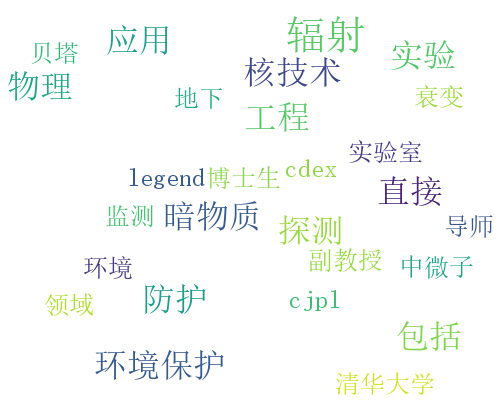 辐射
应用
贝塔
实验
核技术
物理
地下
衰变
工程
实验室
cdex
legend
博士生
直接
暗物质
监测
导师
探测
副教授
中微子
环境
防护
cjpl
领域
包括
环境保护
清华大学